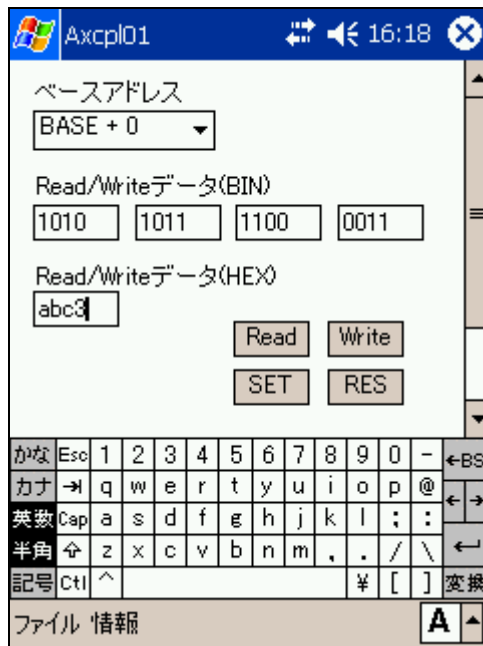 Axcpl01 16:18
ベースアドレス
BASE + 0
Read/Writeデータ(BIN)
1010 1011 1100 0011
Read/Writeデータ(HEX)
abc3
Read Write
SET RES
かな Esc 1 2 3 4 5 6 7 8 9 0 - ←BS
カナ →| q w e r t y u i o p @ ← →
英数 Cap a s d f g h j k l ; :
半角 z x c v b n m , . / \
記号 Ctl ^ ¥ [ ] 変換
ファイル 情報 A